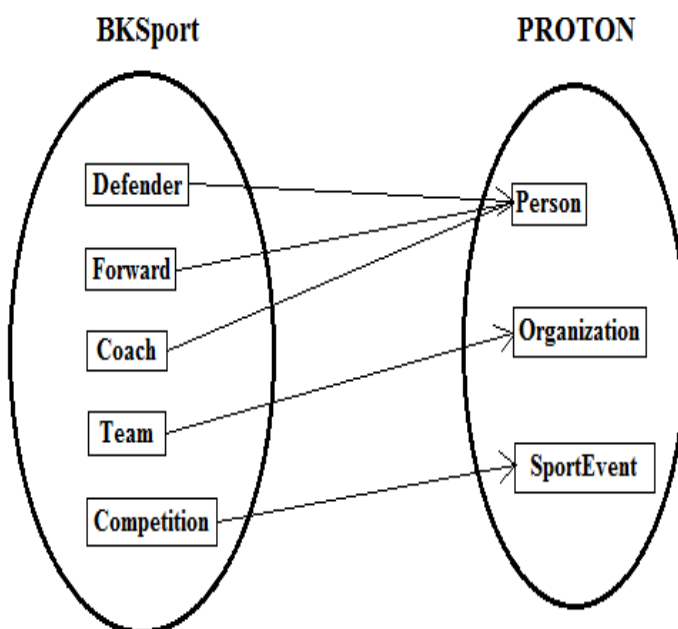 BKSport
PROTON
Defender
Person
Forward
Organization
Coach
Team
SportEvent
Competition